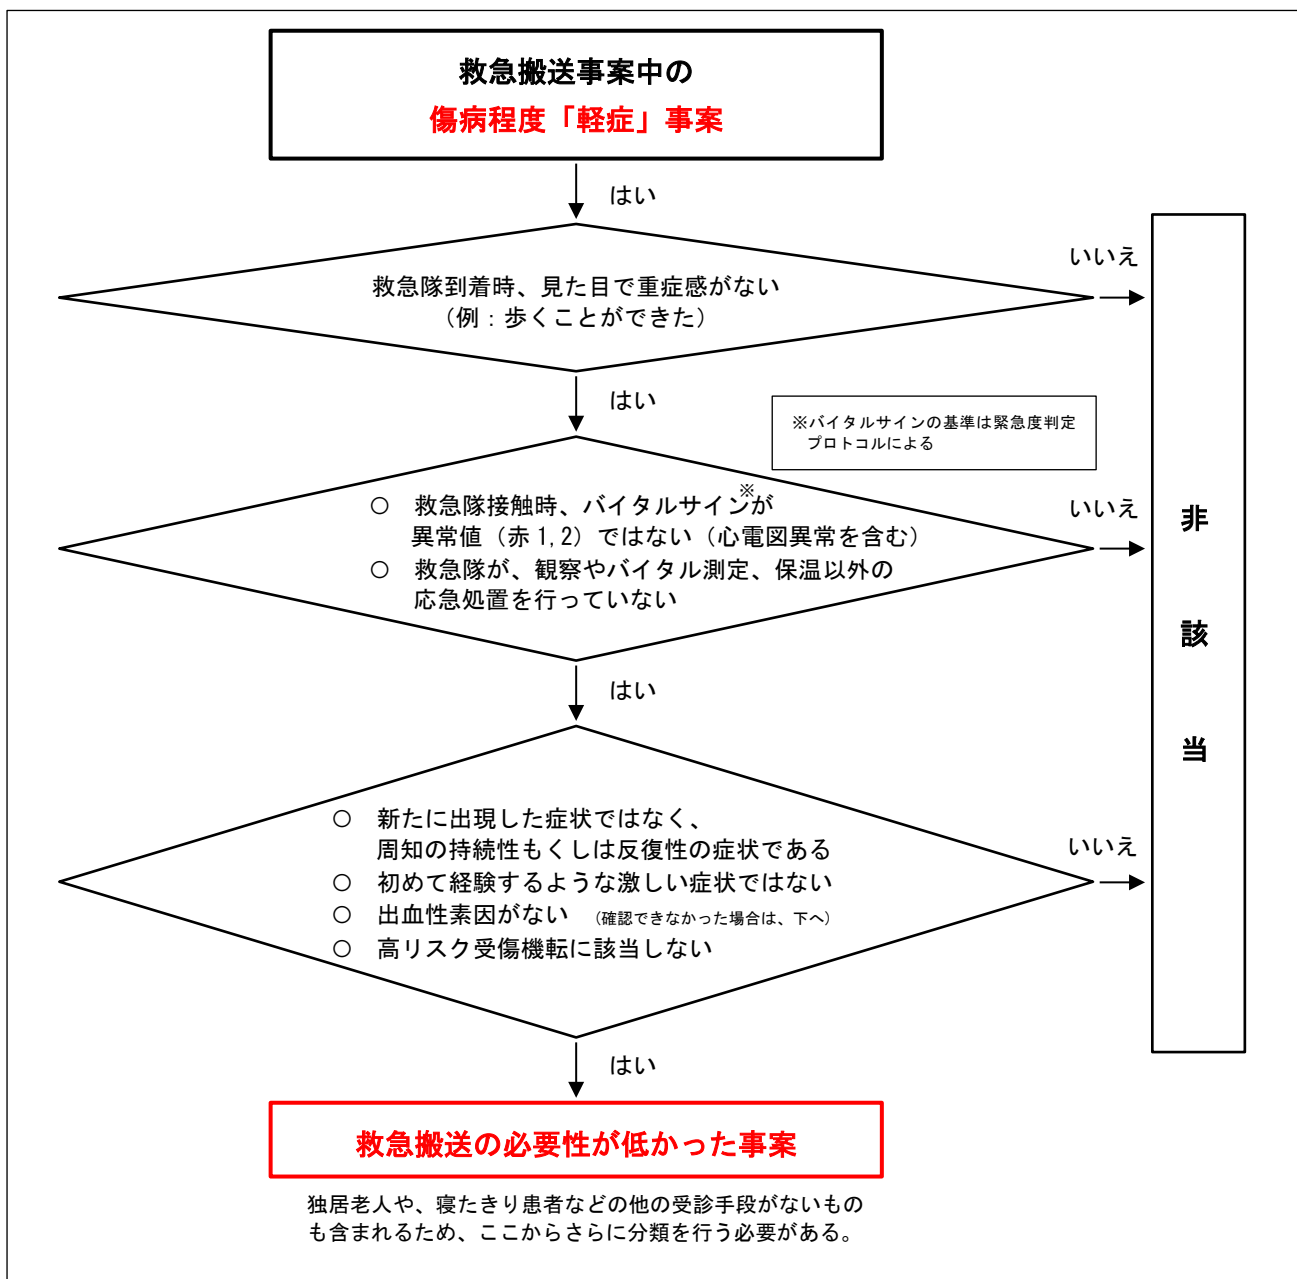 救急搬送事案中の
傷病程度「軽症」事案
はい
救急隊到着時、見た目で重症感がない
（例：歩くことができた）
いいえ
はい
※バイタルサインの基準は緊急度判定
プロトコルによる
○ 救急隊接触時、バイタルサイン※が
異常値（赤1,2）ではない（心電図異常を含む）
○ 救急隊が、観察やバイタル測定、保温以外の
応急処置を行っていない
いいえ
はい
○ 新たに出現した症状ではなく、
周知の持続性もしくは反復性の症状である
○ 初めて経験するような激しい症状ではない
○ 出血性素因がない （確認できなかった場合は、下へ）
○ 高リスク受傷機転に該当しない
いいえ
非該当
はい
救急搬送の必要性が低かった事案
独居老人や、寝たきり患者などの他の受診手段がないもの
も含まれるため、ここからさらに分類を行う必要がある。